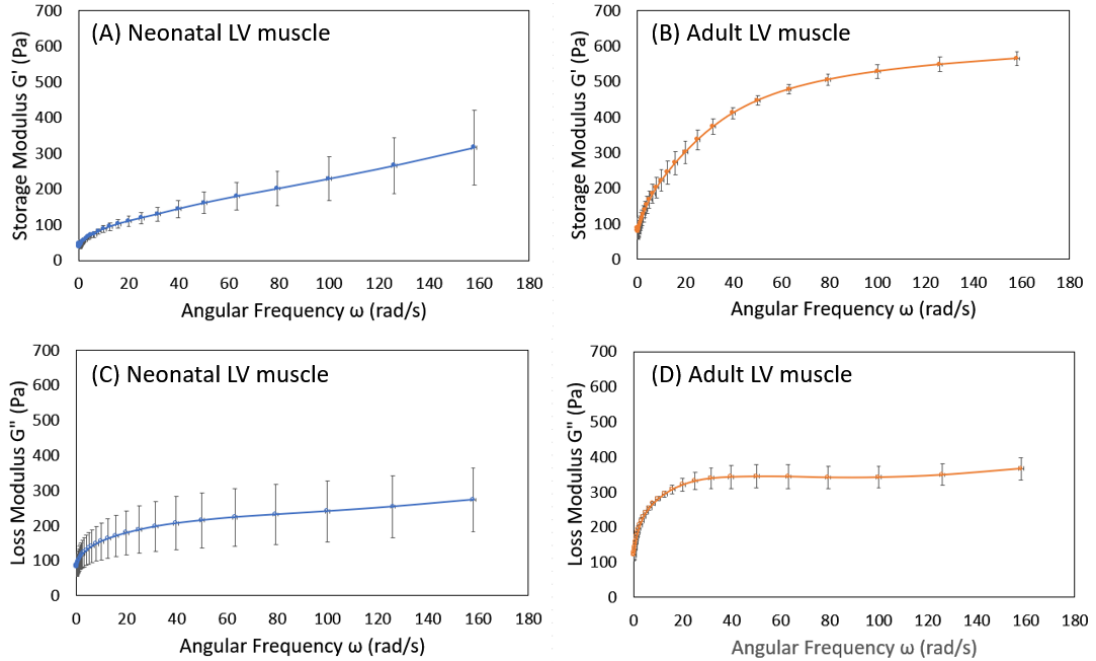 (A) Neonatal LV muscle
Storage Modulus G' (Pa)
700
600
500
400
300
200
100
0
0 20 40 60 80 100 120 140 160 180
Angular Frequency ω (rad/s)
(B) Adult LV muscle
Storage Modulus G' (Pa)
700
600
500
400
300
200
100
0
0 20 40 60 80 100 120 140 160 180
Angular Frequency ω (rad/s)
(C) Neonatal LV muscle
Loss Modulus G" (Pa)
700
600
500
400
300
200
100
0
0 20 40 60 80 100 120 140 160 180
Angular Frequency ω (rad/s)
(D) Adult LV muscle
Loss Modulus G" (Pa)
700
600
500
400
300
200
100
0
0 20 40 60 80 100 120 140 160 180
Angular Frequency ω (rad/s)